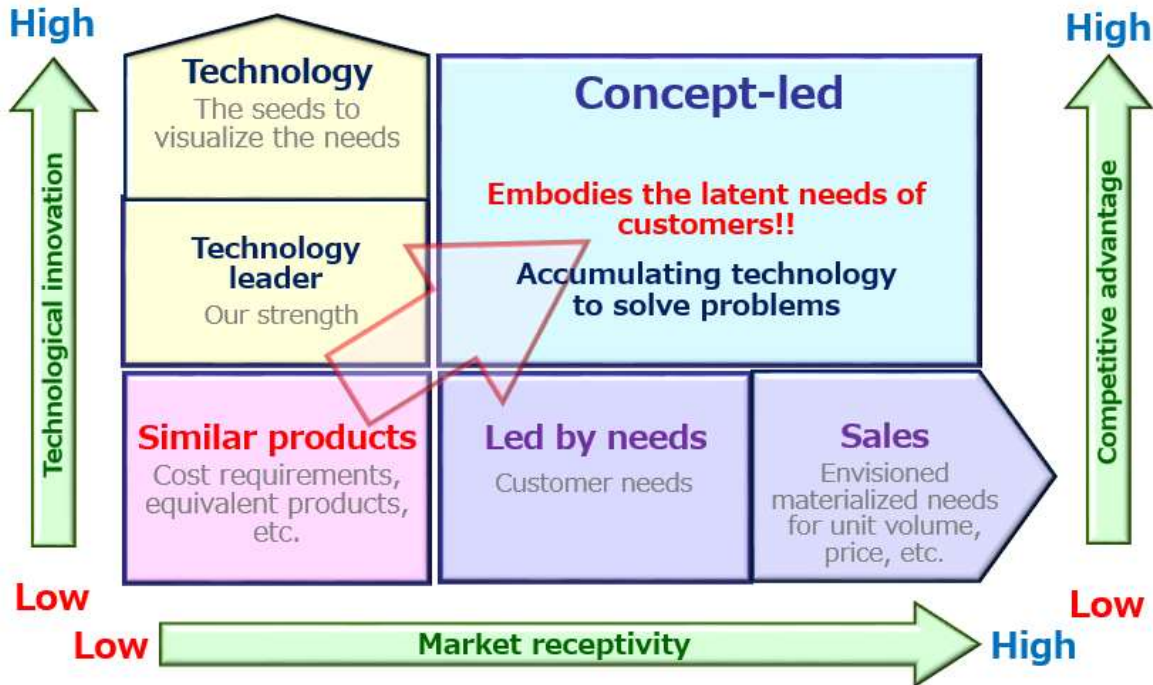 High
High
Technology
The seeds to
visualize the needs
Concept-led
Embodies the latent needs of
customers!!
Accumulating technology
to solve problems
Technology
leader
Our strength
Technological innovation
Competitive advantage
Similar products
Cost requirements,
equivalent products,
etc.
Led by needs
Customer needs
Sales
Envisioned
materialized needs
for unit volume,
price, etc.
Low
Low
Low
Market receptivity
High